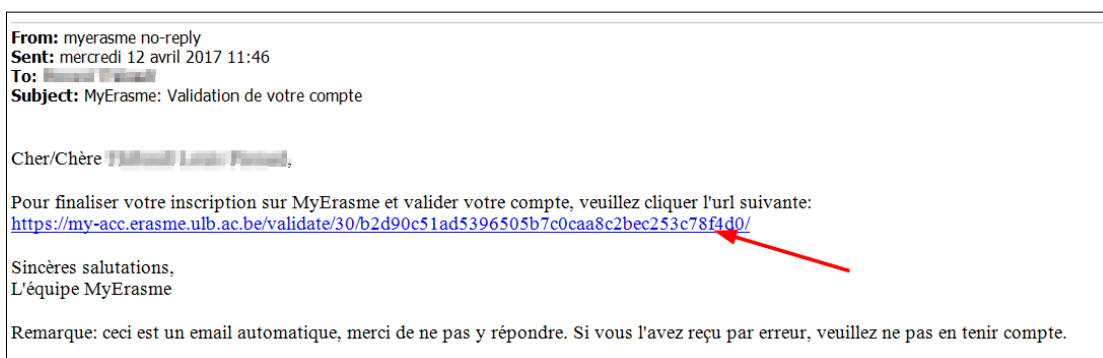 From: myerasme no-reply
Sent: mercredi 12 avril 2017 11:46
To:
Subject: MyErasme: Validation de votre compte
Cher/Chère
Pour finaliser votre inscription sur MyErasme et valider votre compte, veuillez cliquer l'url suivante:
https://my-acc.erasme.ulb.ac.be/validate/30/b2d90c51ad5396505b7c0caa8c2bec253c78f4d0/
Sincères salutations,
L'équipe MyErasme
Remarque: ceci est un email automatique, merci de ne pas y répondre. Si vous l'avez reçu par erreur, veuillez ne pas en tenir compte.